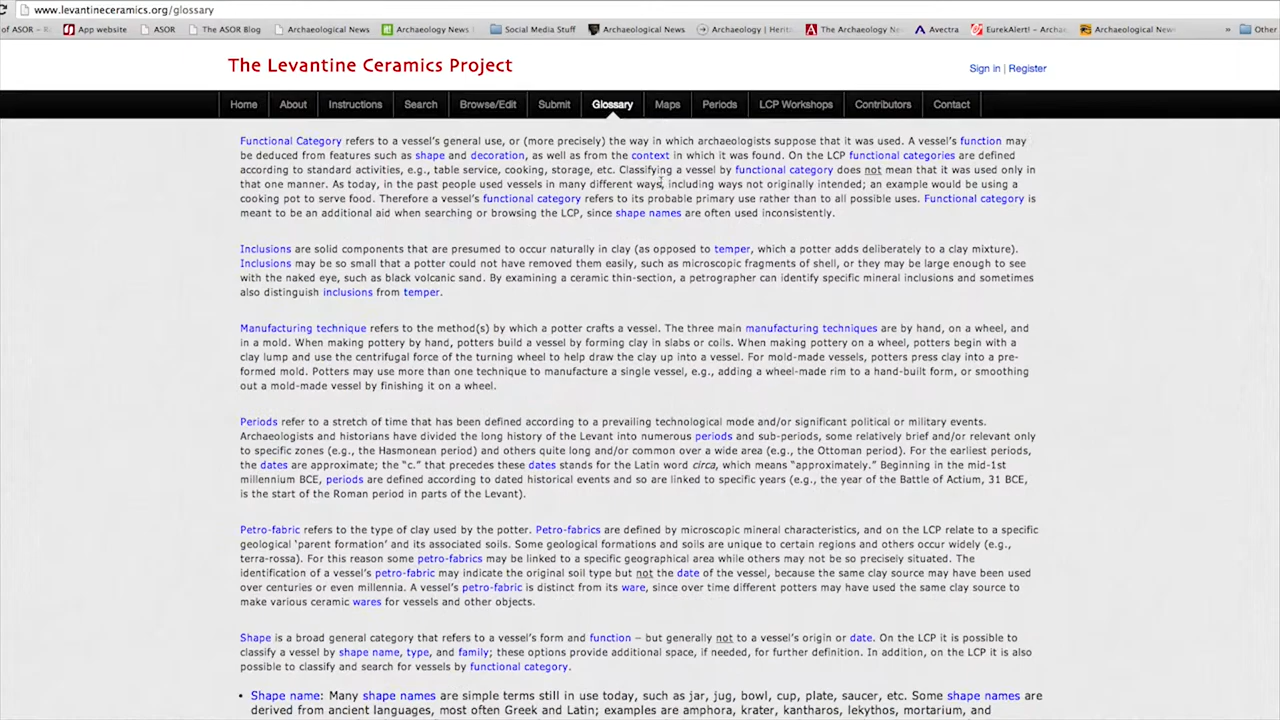 www.levantineceramics.org/glossary
of ASOR – R App website ASOR The ASOR Blog Archaeological News Archaeology News Social Media Stuff Archaeological News Archaeology | Herit The Archaeology Ne Avectra EurekAlert! – Archae Archaeological New » Other
The Levantine Ceramics Project
Sign in | Register
Home About Instructions Search Browse/Edit Submit Glossary Maps Periods LCP Workshops Contributors Contact
Functional Category refers to a vessel's general use, or (more precisely) the way in which archaeologists suppose that it was used. A vessel's function may
be deduced from features such as shape and decoration, as well as from the context in which it was found. On the LCP functional categories are defined
according to standard activities, e.g., table service, cooking, storage, etc. Classifying a vessel by functional category does not mean that it was used only in
that one manner. As today, in the past people used vessels in many different ways, including ways not originally intended; an example would be using a
cooking pot to serve food. Therefore a vessel's functional category refers to its probable primary use rather than to all possible uses. Functional category is
meant to be an additional aid when searching or browsing the LCP, since shape names are often used inconsistently.
Inclusions are solid components that are presumed to occur naturally in clay (as opposed to temper, which a potter adds deliberately to a clay mixture).
Inclusions may be so small that a potter could not have removed them easily, such as microscopic fragments of shell, or they may be large enough to see
with the naked eye, such as black volcanic sand. By examining a ceramic thin-section, a petrographer can identify specific mineral inclusions and sometimes
also distinguish inclusions from temper.
Manufacturing technique refers to the method(s) by which a potter crafts a vessel. The three main manufacturing techniques are by hand, on a wheel, and
in a mold. When making pottery by hand, potters build a vessel by forming clay in slabs or coils. When making pottery on a wheel, potters begin with a
clay lump and use the centrifugal force of the turning wheel to help draw the clay up into a vessel. For mold-made vessels, potters press clay into a pre-
formed mold. Potters may use more than one technique to manufacture a single vessel, e.g., adding a wheel-made rim to a hand-built form, or smoothing
out a mold-made vessel by finishing it on a wheel.
Periods refer to a stretch of time that has been defined according to a prevailing technological mode and/or significant political or military events.
Archaeologists and historians have divided the long history of the Levant into numerous periods and sub-periods, some relatively brief and/or relevant only
to specific zones (e.g., the Hasmonean period) and others quite long and/or common over a wide area (e.g., the Ottoman period). For the earliest periods,
the dates are approximate; the "c." that precedes these dates stands for the Latin word circa, which means "approximately." Beginning in the mid-1st
millennium BCE, periods are defined according to dated historical events and so are linked to specific years (e.g., the year of the Battle of Actium, 31 BCE,
is the start of the Roman period in parts of the Levant).
Petro-fabric refers to the type of clay used by the potter. Petro-fabrics are defined by microscopic mineral characteristics, and on the LCP relate to a specific
geological 'parent formation' and its associated soils. Some geological formations and soils are unique to certain regions and others occur widely (e.g.,
terra-rossa). For this reason some petro-fabrics may be linked to a specific geographical area while others may not be so precisely situated. The
identification of a vessel's petro-fabric may indicate the original soil type but not the date of the vessel, because the same clay source may have been used
over centuries or even millennia. A vessel's petro-fabric is distinct from its ware, since over time different potters may have used the same clay source to
make various ceramic wares for vessels and other objects.
Shape is a broad general category that refers to a vessel's form and function – but generally not to a vessel's origin or date. On the LCP it is possible to
classify a vessel by shape name, type, and family; these options provide additional space, if needed, for further definition. In addition, on the LCP it is also
possible to classify and search for vessels by functional category.
• Shape name: Many shape names are simple terms still in use today, such as jar, jug, bowl, cup, plate, saucer, etc. Some shape names are
derived from ancient languages, most often Greek and Latin; examples are amphora, krater, kantharos, lekythos, mortarium, and